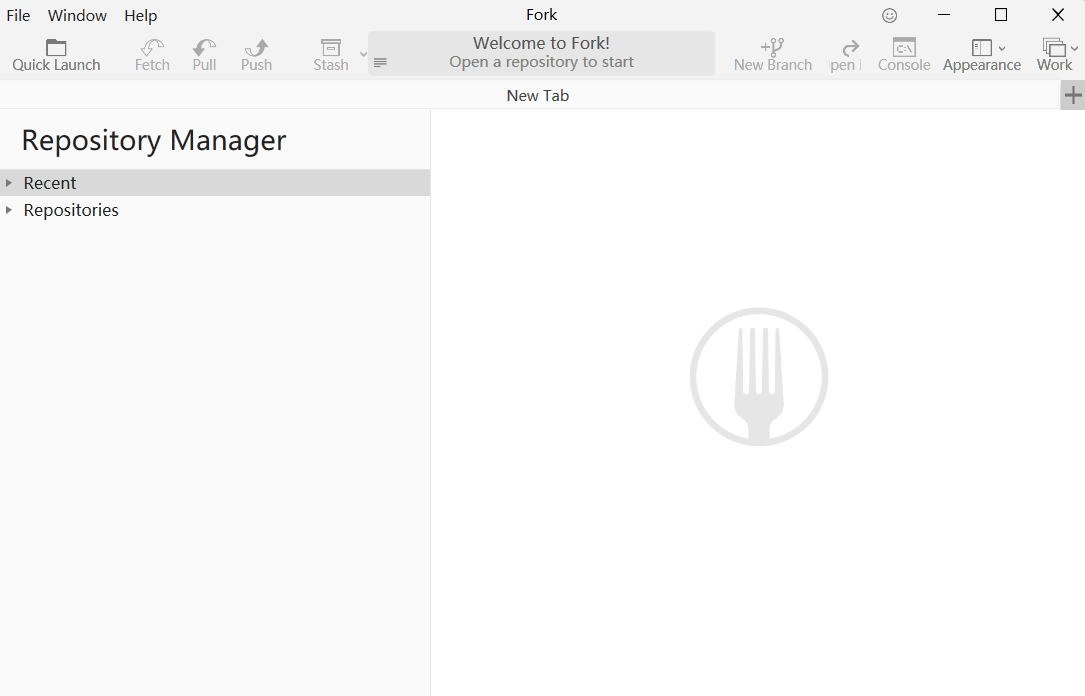 File Window Help Fork
Quick Launch Fetch Pull Push Stash
Welcome to Fork!
Open a repository to start
New Branch pen i Console Appearance Work
C:\
New Tab
Repository Manager
Recent
Repositories